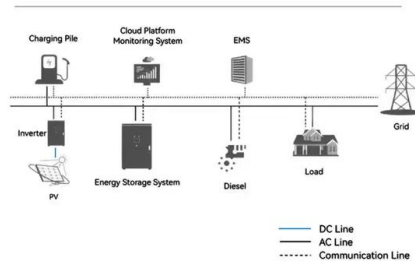 Charging Pile
Cloud Platform
Monitoring System
EMS
Grid
Inverter
PV
Energy Storage System
Diesel
Load
DC Line
AC Line
Communication Line